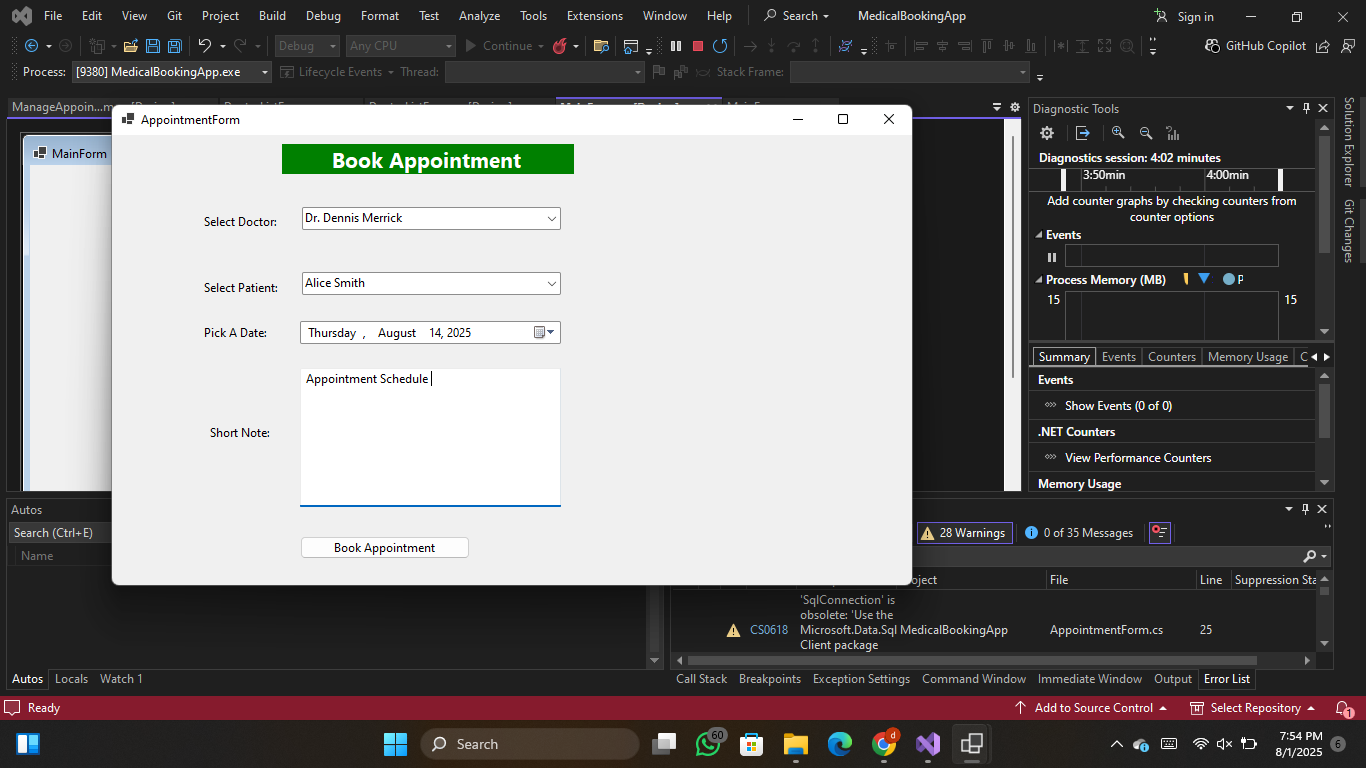 File Edit View Git Project Build Debug Format Test Analyze Tools Extensions Window Help Search MedicalBookingApp Sign in
Debug Any CPU Continue GitHub Copilot
Process: [9380] MedicalBookingApp.exe Lifecycle Events Thread: Stack Frame:
ManageAppoin...
AppointmentForm
MainForm
Book Appointment
Select Doctor: Dr. Dennis Merrick
Select Patient: Alice Smith
Pick A Date: Thursday , August 14, 2025
Appointment Schedule
Short Note:
Book Appointment
Diagnostic Tools
Diagnostics session: 4:02 minutes
3:50min 4:00min
Add counter graphs by checking counters from
counter options
Events
Process Memory (MB) P
15 15
Summary Events Counters Memory Usage C
Events
Show Events (0 of 0)
.NET Counters
View Performance Counters
Memory Usage
Solution Explorer
Git Changes
Autos
Search (Ctrl+E)
Name
28 Warnings 0 of 35 Messages
oject File Line Suppression Sta
'SqlConnection' is
obsolete: 'Use the
CS0618 Microsoft.Data.Sql MedicalBookingApp AppointmentForm.cs 25
Client package
Autos Locals Watch 1
Call Stack Breakpoints Exception Settings Command Window Immediate Window Output Error List
Ready Add to Source Control Select Repository 1
Search 60 d 7:54 PM
8/1/2025 6